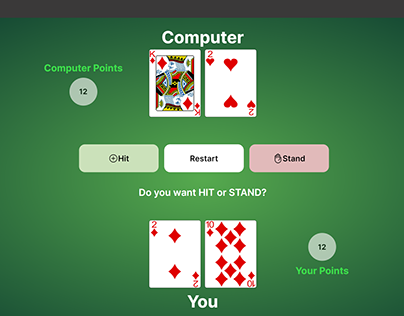 Computer
Computer Points
12
K
K
2
2
Hit
Restart
Stand
Do you want HIT or STAND?
2
2
10
10
12
Your Points
You